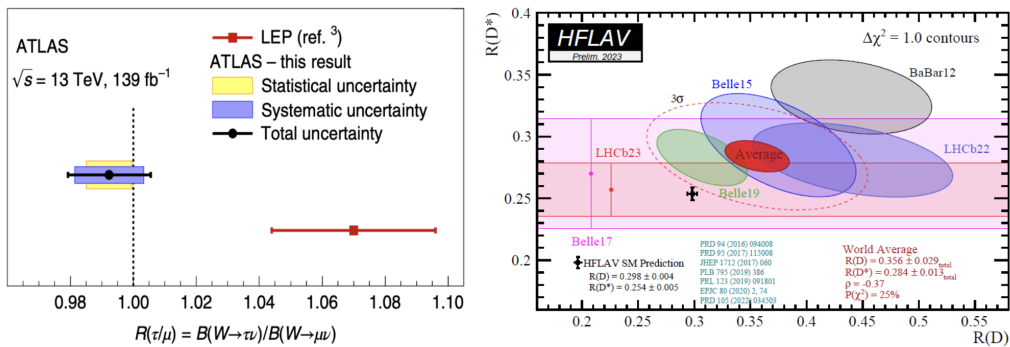 ATLAS
√s = 13 TeV, 139 fb⁻¹
LEP (ref. ³)
ATLAS – this result
Statistical uncertainty
Systematic uncertainty
Total uncertainty
0.98 1.00 1.02 1.04 1.06 1.08 1.10
R(τ/μ) = B(W→τν)/B(W→μν)
R(D*)
0.4
0.35
0.3
0.25
0.2
HFLAV
Prelim. 2023
Δχ² = 1.0 contours
BaBar12
Belle15
3σ
LHCb23
Average
LHCb22
Belle19
Belle17
HFLAV SM Prediction
R(D) = 0.298 ± 0.004
R(D*) = 0.254 ± 0.005
PRD 94 (2016) 094008
PRD 95 (2017) 115008
JHEP 1712 (2017) 060
PLB 795 (2019) 386
PRL 123 (2019) 091801
EPJC 80 (2020) 2, 74
PRD 105 (2022) 034503
World Average
R(D) = 0.356 ± 0.029 total
R(D*) = 0.284 ± 0.013 total
ρ = -0.37
P(χ²) = 25%
0.2 0.25 0.3 0.35 0.4 0.45 0.5 0.55
R(D)